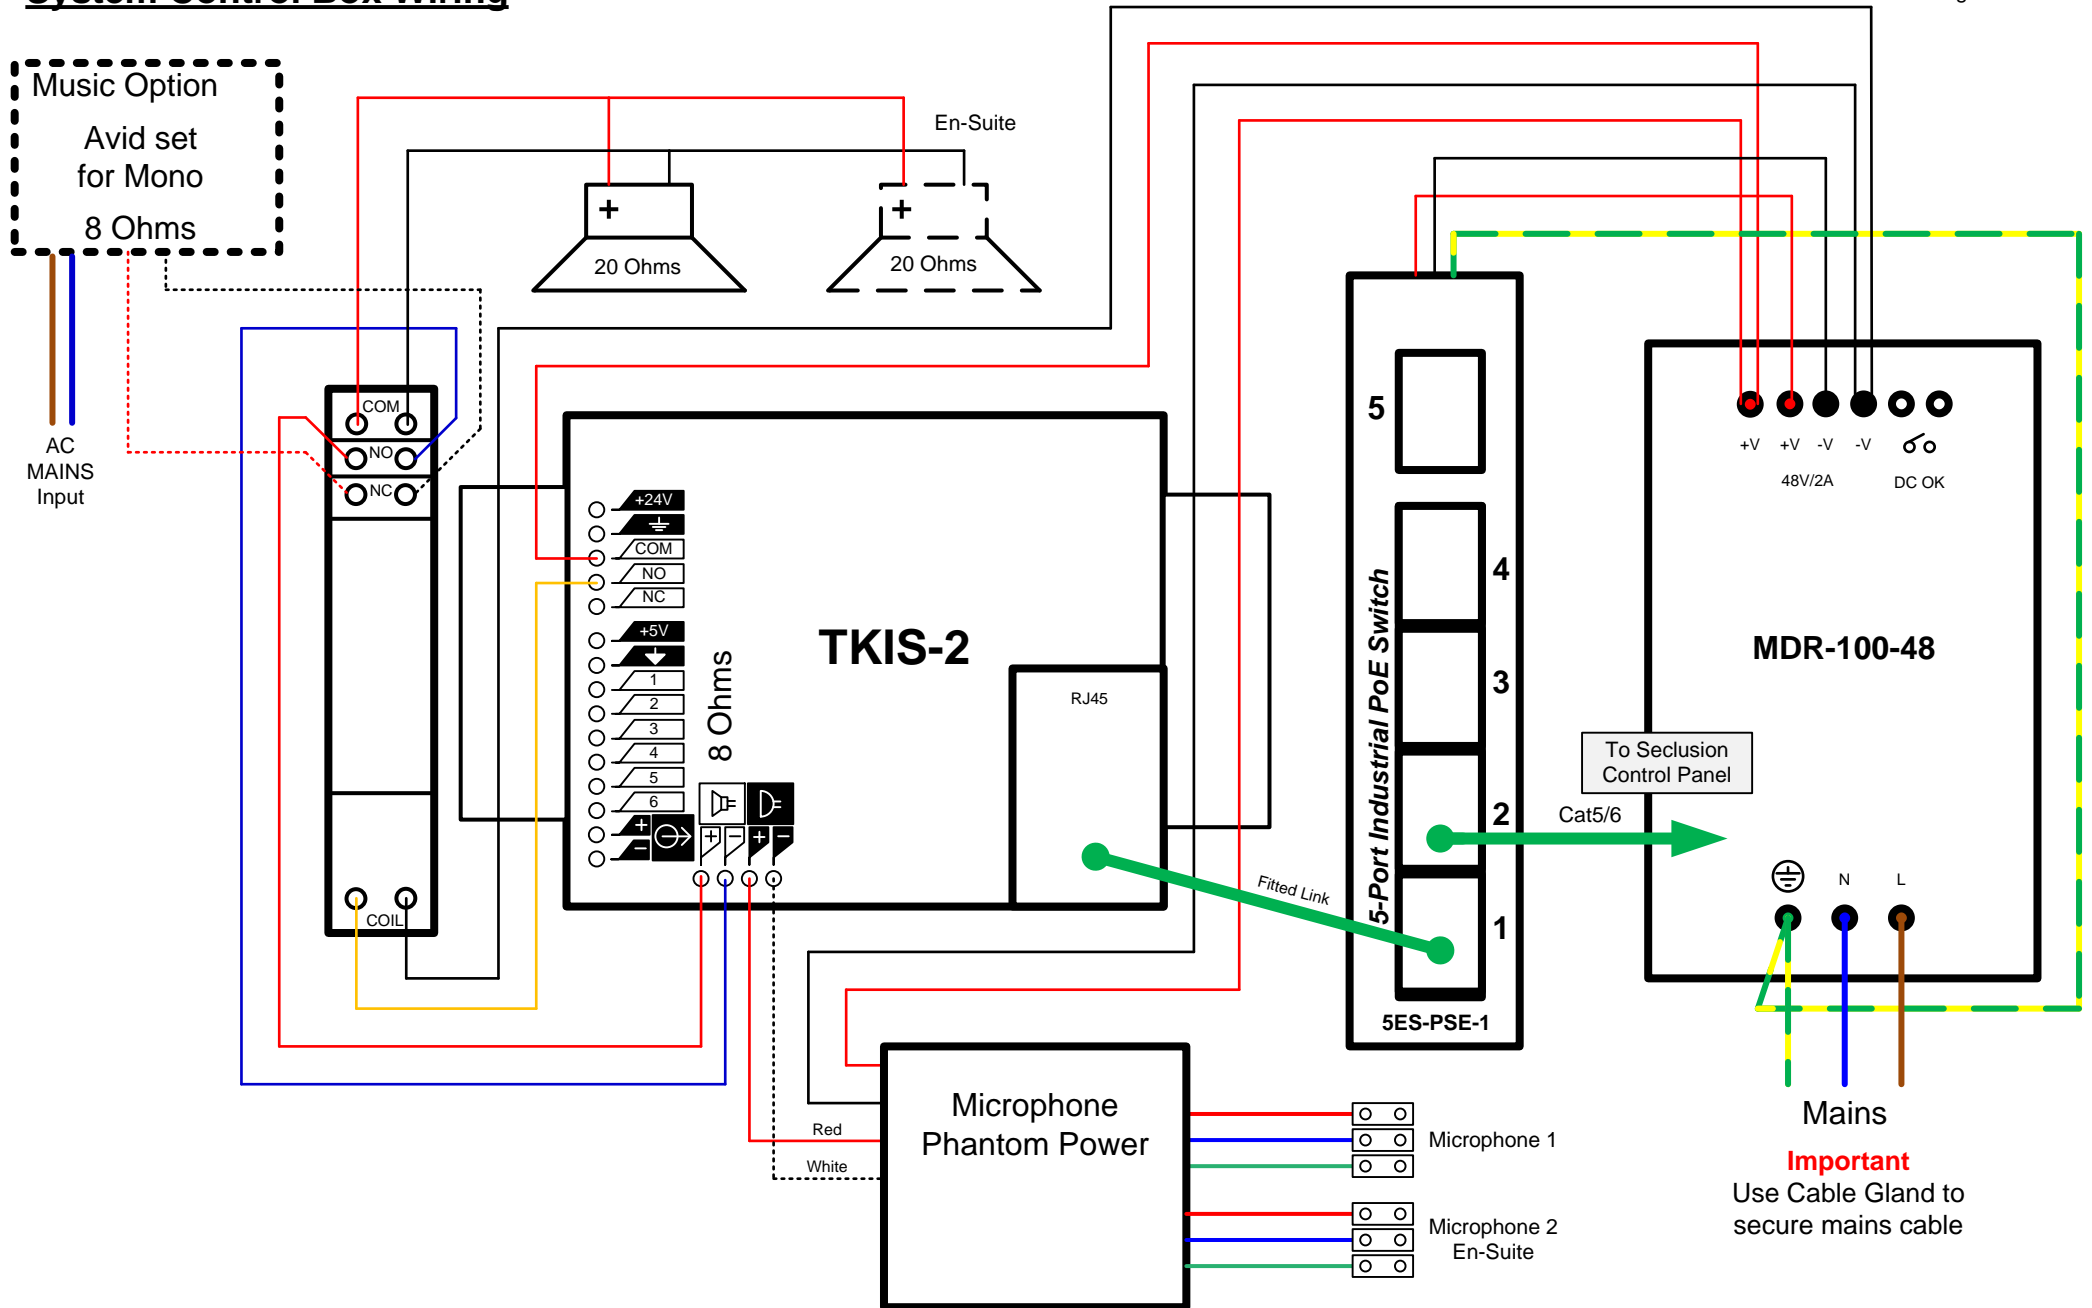 System Control Box Wiring
Music Option
Avid set
for Mono
8 Ohms
AC
MAINS
Input
En-Suite
+
20 Ohms
+
20 Ohms
COM
NO
NC
COIL
+24V
COM
NO
NC
+5V
1
2
3
4
5
6
+
−
8 Ohms
+
−
+
−
TKIS-2
RJ45
Fitted Link
5-Port Industrial PoE Switch
5
4
3
2
1
5ES-PSE-1
To Seclusion
Control Panel
Cat5/6
+V +V -V -V
48V/2A
DC OK
MDR-100-48
N L
Mains
Important
Use Cable Gland to
secure mains cable
Red
White
Microphone
Phantom Power
Microphone 1
Microphone 2
En-Suite